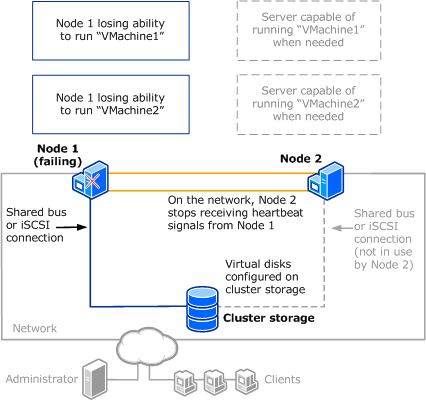 Node 1 losing ability
to run “VMachine1”
Server capable of
running “VMachine1”
when needed
Node 1 losing ability
to run “VMachine2”
Server capable of
running “VMachine2”
when needed
Node 1
(failing)
Node 2
On the network, Node 2
stops receiving heartbeat
signals from Node 1
Shared bus
or iSCSI
connection
Shared bus
or iSCSI
connection
(not in use
by Node 2)
Virtual disks
configured on
cluster storage
Cluster storage
Network
Administrator
Clients